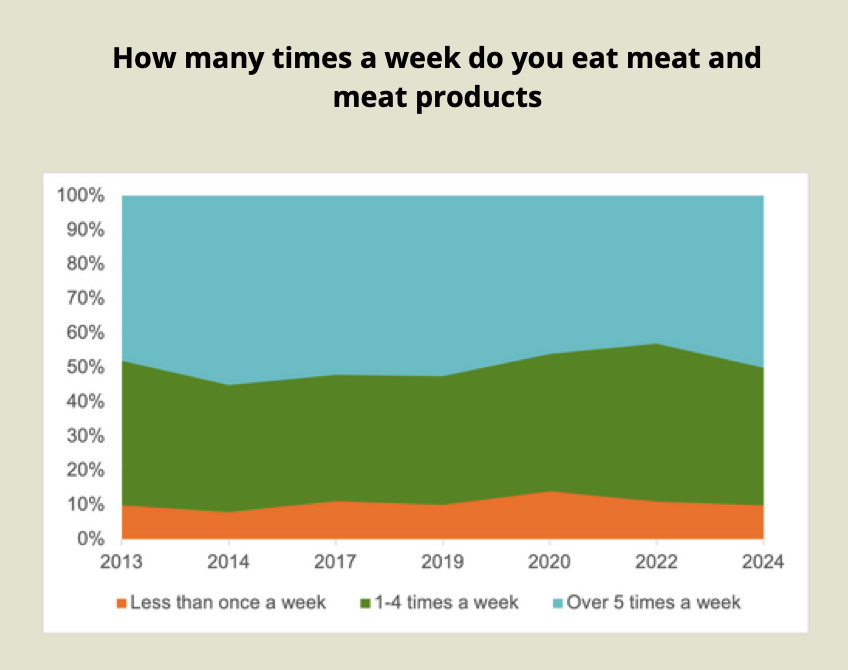 How many times a week do you eat meat and
meat products
100%
90%
80%
70%
60%
50%
40%
30%
20%
10%
0%
2013 2014 2017 2019 2020 2022 2024
Less than once a week 1-4 times a week Over 5 times a week